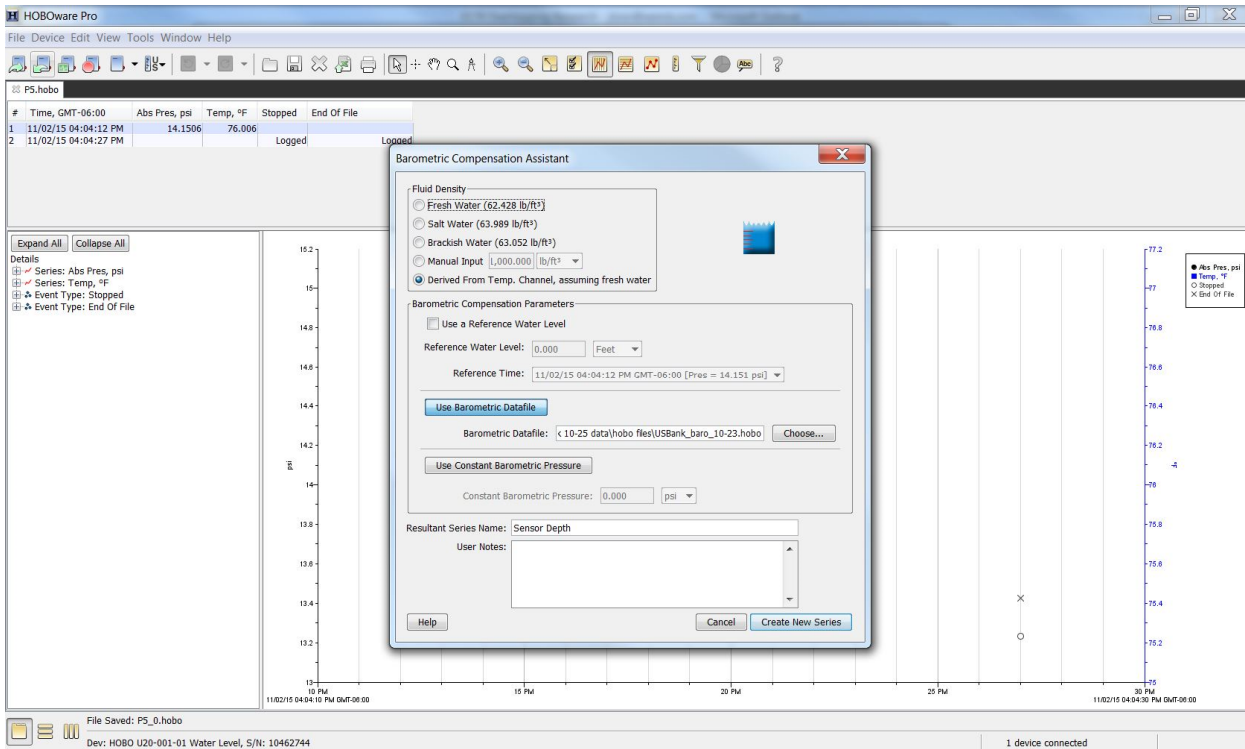 HOBOware Pro
File Device Edit View Tools Window Help
Abc
P5.hobo
# Time, GMT-06:00 Abs Pres, psi Temp, °F Stopped End Of File
1 11/02/15 04:04:12 PM 14.1506 76.006
2 11/02/15 04:04:27 PM Logged Logged
Expand All Collapse All
Details
Series: Abs Pres, psi
Series: Temp, °F
Event Type: Stopped
Event Type: End Of File
Barometric Compensation Assistant
Fluid Density
Fresh Water (62.428 lb/ft³)
Salt Water (63.989 lb/ft³)
Brackish Water (63.052 lb/ft³)
Manual Input 1,000.000 lb/ft³
Derived From Temp. Channel, assuming fresh water
Barometric Compensation Parameters
Use a Reference Water Level
Reference Water Level: 0.000 Feet
Reference Time: 11/02/15 04:04:12 PM GMT-06:00 [Pres = 14.151 psi]
Use Barometric Datafile
Barometric Datafile: 10-25 data\hobo files\USBank_baro_10-23.hobo Choose...
Use Constant Barometric Pressure
Constant Barometric Pressure: 0.000 psi
Resultant Series Name: Sensor Depth
User Notes:
Help Cancel Create New Series
15.2
15
14.8
14.6
14.4
14.2
14
13.8
13.6
13.4
13.2
13
psi
77.2
77
76.8
76.6
76.4
76.2
76
75.8
75.6
75.4
75.2
75
°F
Abs Pres, psi
Temp, °F
Stopped
End Of File
10 PM 15 PM 20 PM 25 PM 30 PM
11/02/15 04:04:10 PM GMT-06:00 11/02/15 04:04:30 PM GMT-06:00
File Saved: P5_0.hobo
Dev: HOBO U20-001-01 Water Level, S/N: 10462744 1 device connected